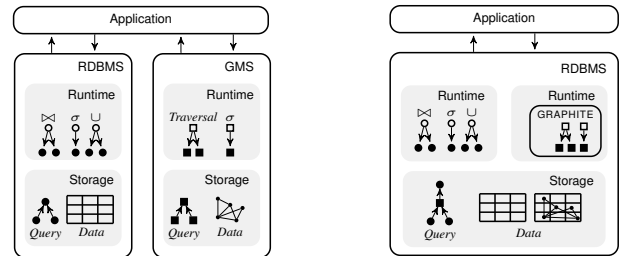 Application
RDBMS
Runtime
⋈ σ ∪
Storage
Query Data
GMS
Runtime
Traversal σ
Storage
Query Data
Application
RDBMS
Runtime
⋈ σ ∪
Runtime
GRAPHITE
Storage
Query Data